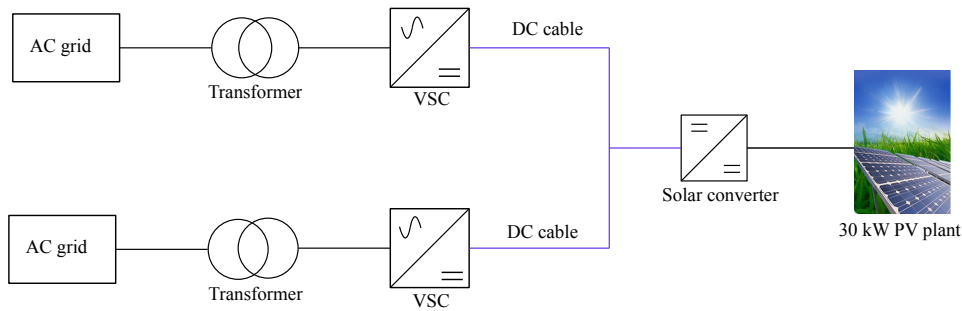 AC grid
Transformer
VSC
DC cable
Solar converter
30 kW PV plant
AC grid
Transformer
VSC
DC cable